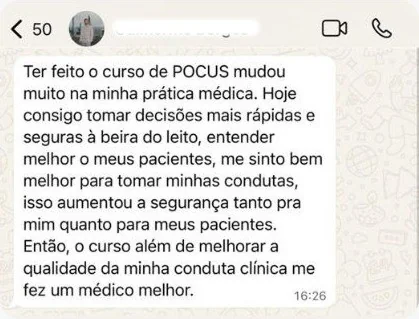 50
Ter feito o curso de POCUS mudou
muito na minha prática médica. Hoje
consigo tomar decisões mais rápidas e
seguras à beira do leito, entender
melhor o meus pacientes, me sinto bem
melhor para tomar minhas condutas,
isso aumentou a segurança tanto pra
mim quanto para meus pacientes.
Então, o curso além de melhorar a
qualidade da minha conduta clínica me
fez um médico melhor.
16:26